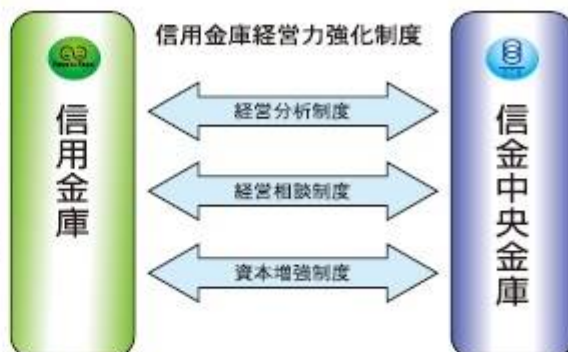 信用金庫経営力強化制度
信用金庫
経営分析制度
経営相談制度
資本増強制度
信金中央金庫